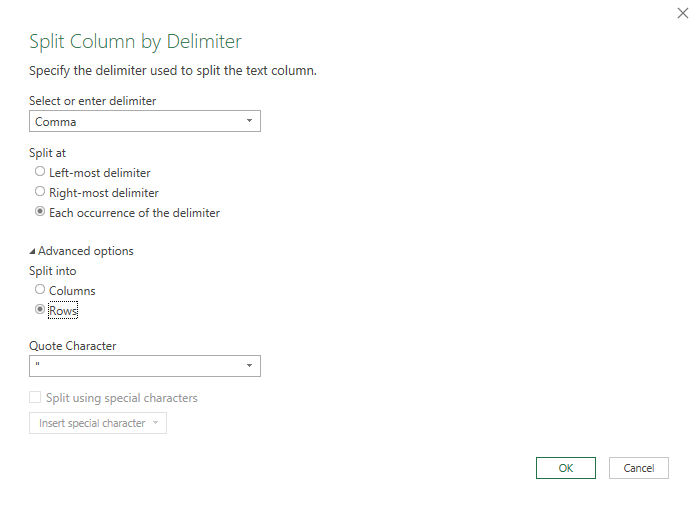 Split Column by Delimiter
Specify the delimiter used to split the text column.
Select or enter delimiter
Comma
Split at
Left-most delimiter
Right-most delimiter
Each occurrence of the delimiter
Advanced options
Split into
Columns
Rows
Quote Character
"
Split using special characters
Insert special character
OK Cancel